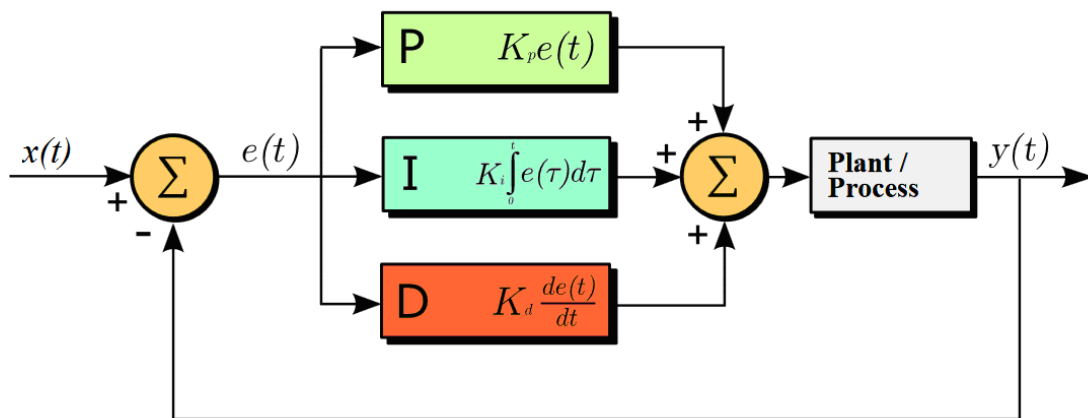 P K_p e(t)
x(t)
+
-
Σ
e(t)
I K_i ∫_0^t e(τ)dτ
D K_d de(t)/dt
+
+
+
Σ
Plant /
Process
y(t)